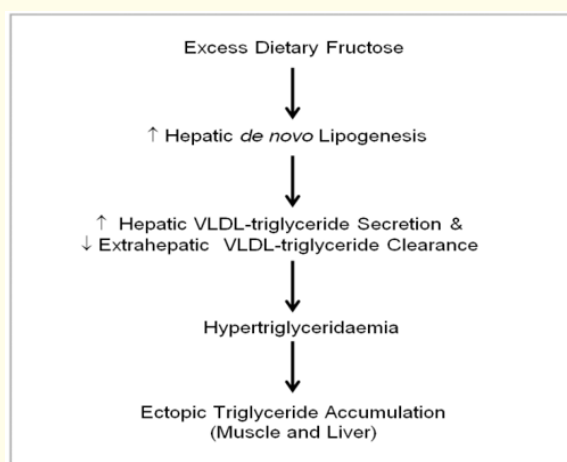 Excess Dietary Fructose
↑ Hepatic de novo Lipogenesis
↑ Hepatic VLDL-triglyceride Secretion &
↓ Extrahepatic VLDL-triglyceride Clearance
Hypertriglyceridaemia
Ectopic Triglyceride Accumulation
(Muscle and Liver)